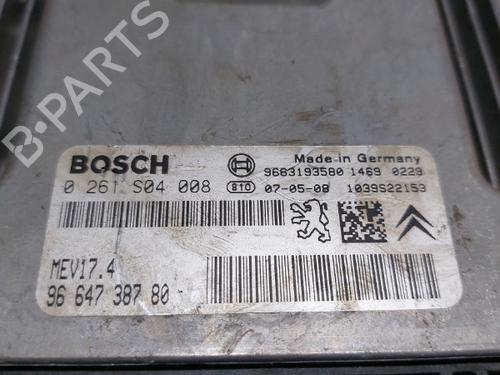 B-PARTS
BOSCH
Made in Germany
9663193580 1469 0229
0 261 S04 008
810
07-05-08
1039S22153
MEV17.4
96 647 387 80